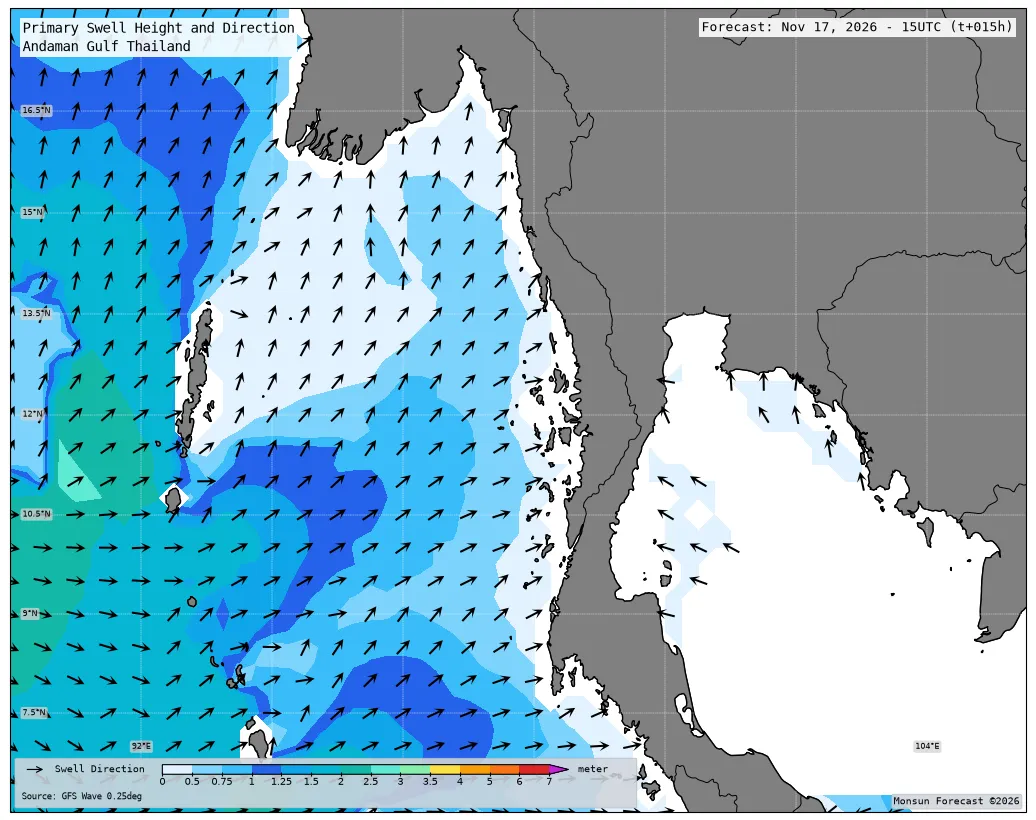 Primary Swell Height and Direction
Andaman Gulf Thailand
Forecast: Nov 17, 2026 - 15UTC (t+015h)
16.5°N
15°N
13.5°N
12°N
10.5°N
9°N
7.5°N
92°E
104°E
Swell Direction
0 0.5 0.75 1 1.25 1.5 2 2.5 3 3.5 4 5 6 7
meter
Source: GFS Wave 0.25deg
Monsun Forecast ©2026